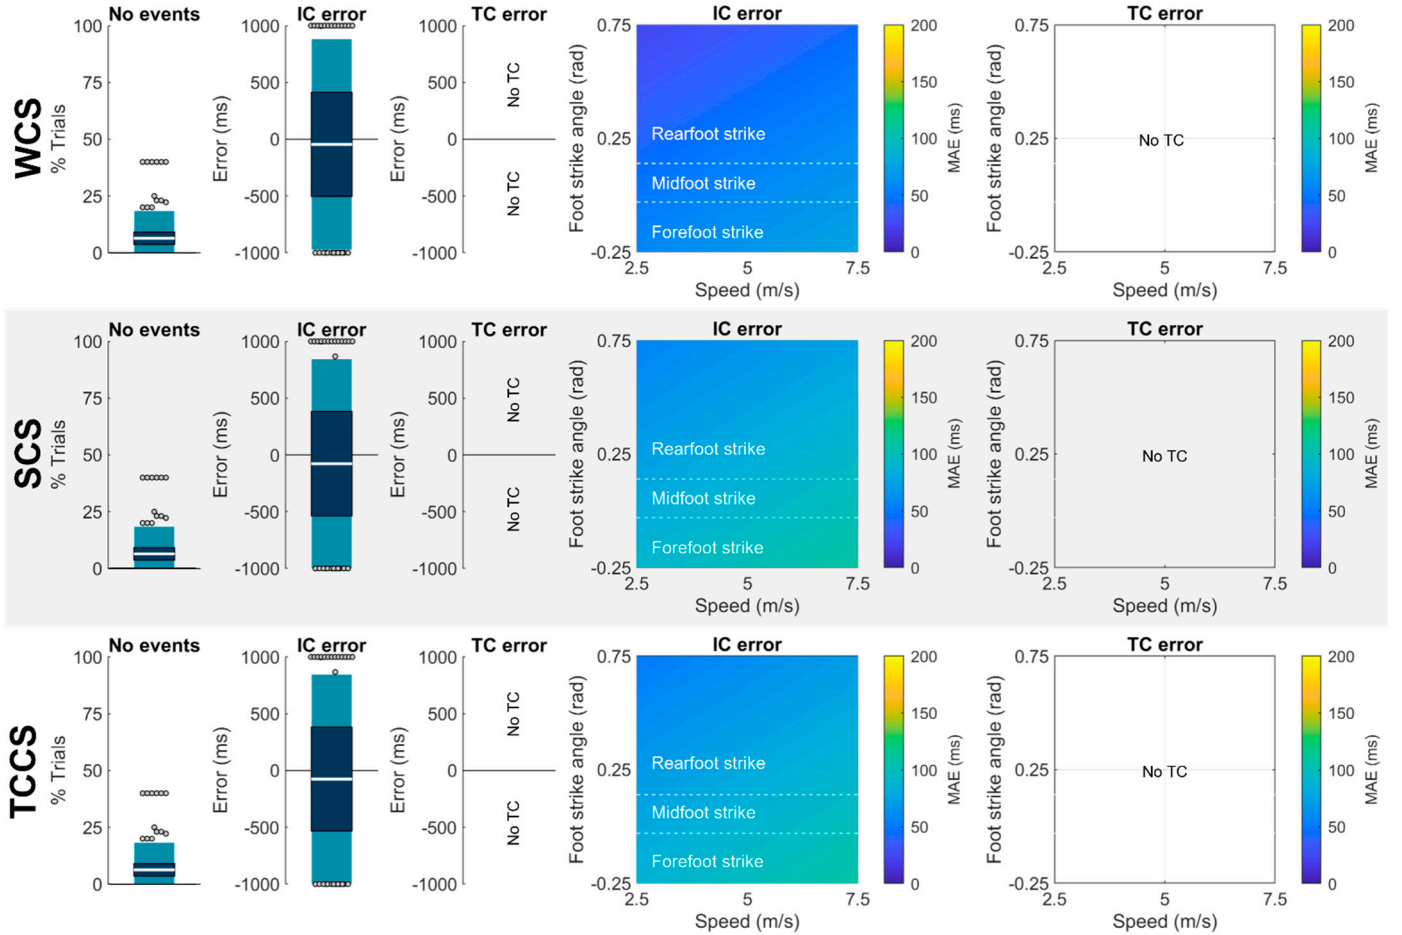 WCS
No events
% Trials
100
75
50
25
0
IC error
Error (ms)
1000
500
0
-500
-1000
TC error
Error (ms)
1000
500
0
-500
-1000
No TC
No TC
IC error
Foot strike angle (rad)
0.75
0.25
-0.25
Rearfoot strike
Midfoot strike
Forefoot strike
2.5 5 7.5
Speed (m/s)
200
150
100
50
0
MAE (ms)
TC error
Foot strike angle (rad)
0.75
0.25
-0.25
No TC
2.5 5 7.5
Speed (m/s)
200
150
100
50
0
MAE (ms)
SCS
No events
% Trials
100
75
50
25
0
IC error
Error (ms)
1000
500
0
-500
-1000
TC error
Error (ms)
1000
500
0
-500
-1000
No TC
No TC
IC error
Foot strike angle (rad)
0.75
0.25
-0.25
Rearfoot strike
Midfoot strike
Forefoot strike
2.5 5 7.5
Speed (m/s)
200
150
100
50
0
MAE (ms)
TC error
Foot strike angle (rad)
0.75
0.25
-0.25
No TC
2.5 5 7.5
Speed (m/s)
200
150
100
50
0
MAE (ms)
TCCS
No events
% Trials
100
75
50
25
0
IC error
Error (ms)
1000
500
0
-500
-1000
TC error
Error (ms)
1000
500
0
-500
-1000
No TC
No TC
IC error
Foot strike angle (rad)
0.75
0.25
-0.25
Rearfoot strike
Midfoot strike
Forefoot strike
2.5 5 7.5
Speed (m/s)
200
150
100
50
0
MAE (ms)
TC error
Foot strike angle (rad)
0.75
0.25
-0.25
No TC
2.5 5 7.5
Speed (m/s)
200
150
100
50
0
MAE (ms)